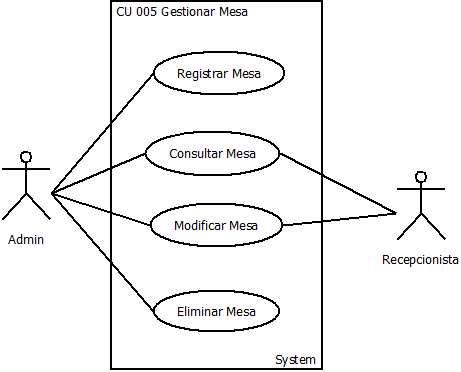 CU 005 Gestionar Mesa
Registrar Mesa
Consultar Mesa
Modificar Mesa
Eliminar Mesa
Admin
Recepcionista
System